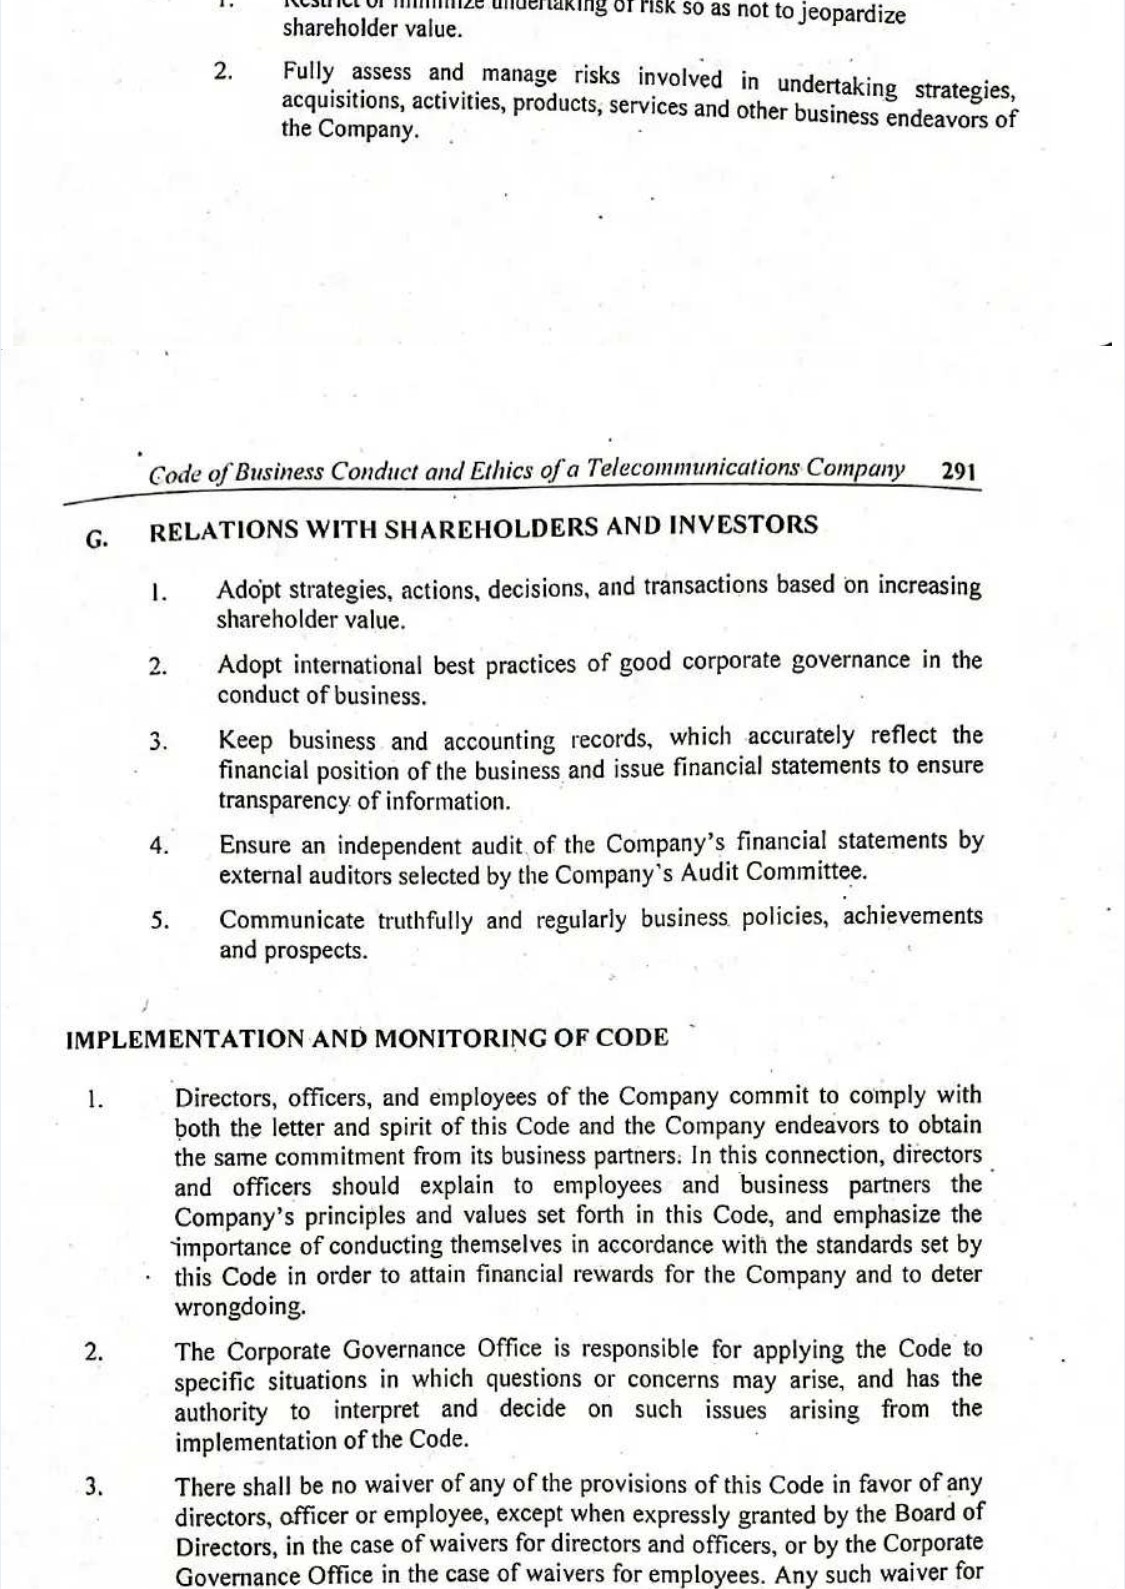 1. Restrict or minimize undertaking of risk so as not to jeopardize
shareholder value.
2. Fully assess and manage risks involved in undertaking strategies,
acquisitions, activities, products, services and other business endeavors of
the Company.
Code of Business Conduct and Ethics of a Telecommunications Company 291
G. RELATIONS WITH SHAREHOLDERS AND INVESTORS
1. Adopt strategies, actions, decisions, and transactions based on increasing
shareholder value.
2. Adopt international best practices of good corporate governance in the
conduct of business.
3. Keep business and accounting records, which accurately reflect the
financial position of the business and issue financial statements to ensure
transparency of information.
4. Ensure an independent audit of the Company's financial statements by
external auditors selected by the Company's Audit Committee.
5. Communicate truthfully and regularly business policies, achievements
and prospects.
IMPLEMENTATION AND MONITORING OF CODE
1. Directors, officers, and employees of the Company commit to comply with
both the letter and spirit of this Code and the Company endeavors to obtain
the same commitment from its business partners. In this connection, directors
and officers should explain to employees and business partners the
Company's principles and values set forth in this Code, and emphasize the
importance of conducting themselves in accordance with the standards set by
this Code in order to attain financial rewards for the Company and to deter
wrongdoing.
2. The Corporate Governance Office is responsible for applying the Code to
specific situations in which questions or concerns may arise, and has the
authority to interpret and decide on such issues arising from the
implementation of the Code.
3. There shall be no waiver of any of the provisions of this Code in favor of any
directors, officer or employee, except when expressly granted by the Board of
Directors, in the case of waivers for directors and officers, or by the Corporate
Governance Office in the case of waivers for employees. Any such waiver for